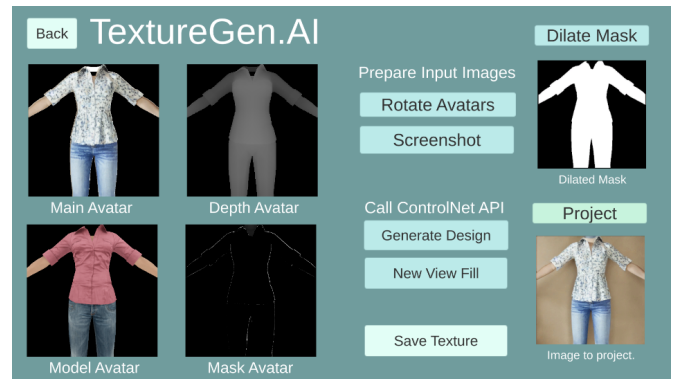 Back
TextureGen.AI
Dilate Mask
Prepare Input Images
Rotate Avatars
Screenshot
Dilated Mask
Main Avatar
Depth Avatar
Call ControlNet API
Project
Generate Design
New View Fill
Save Texture
Image to project.
Model Avatar
Mask Avatar